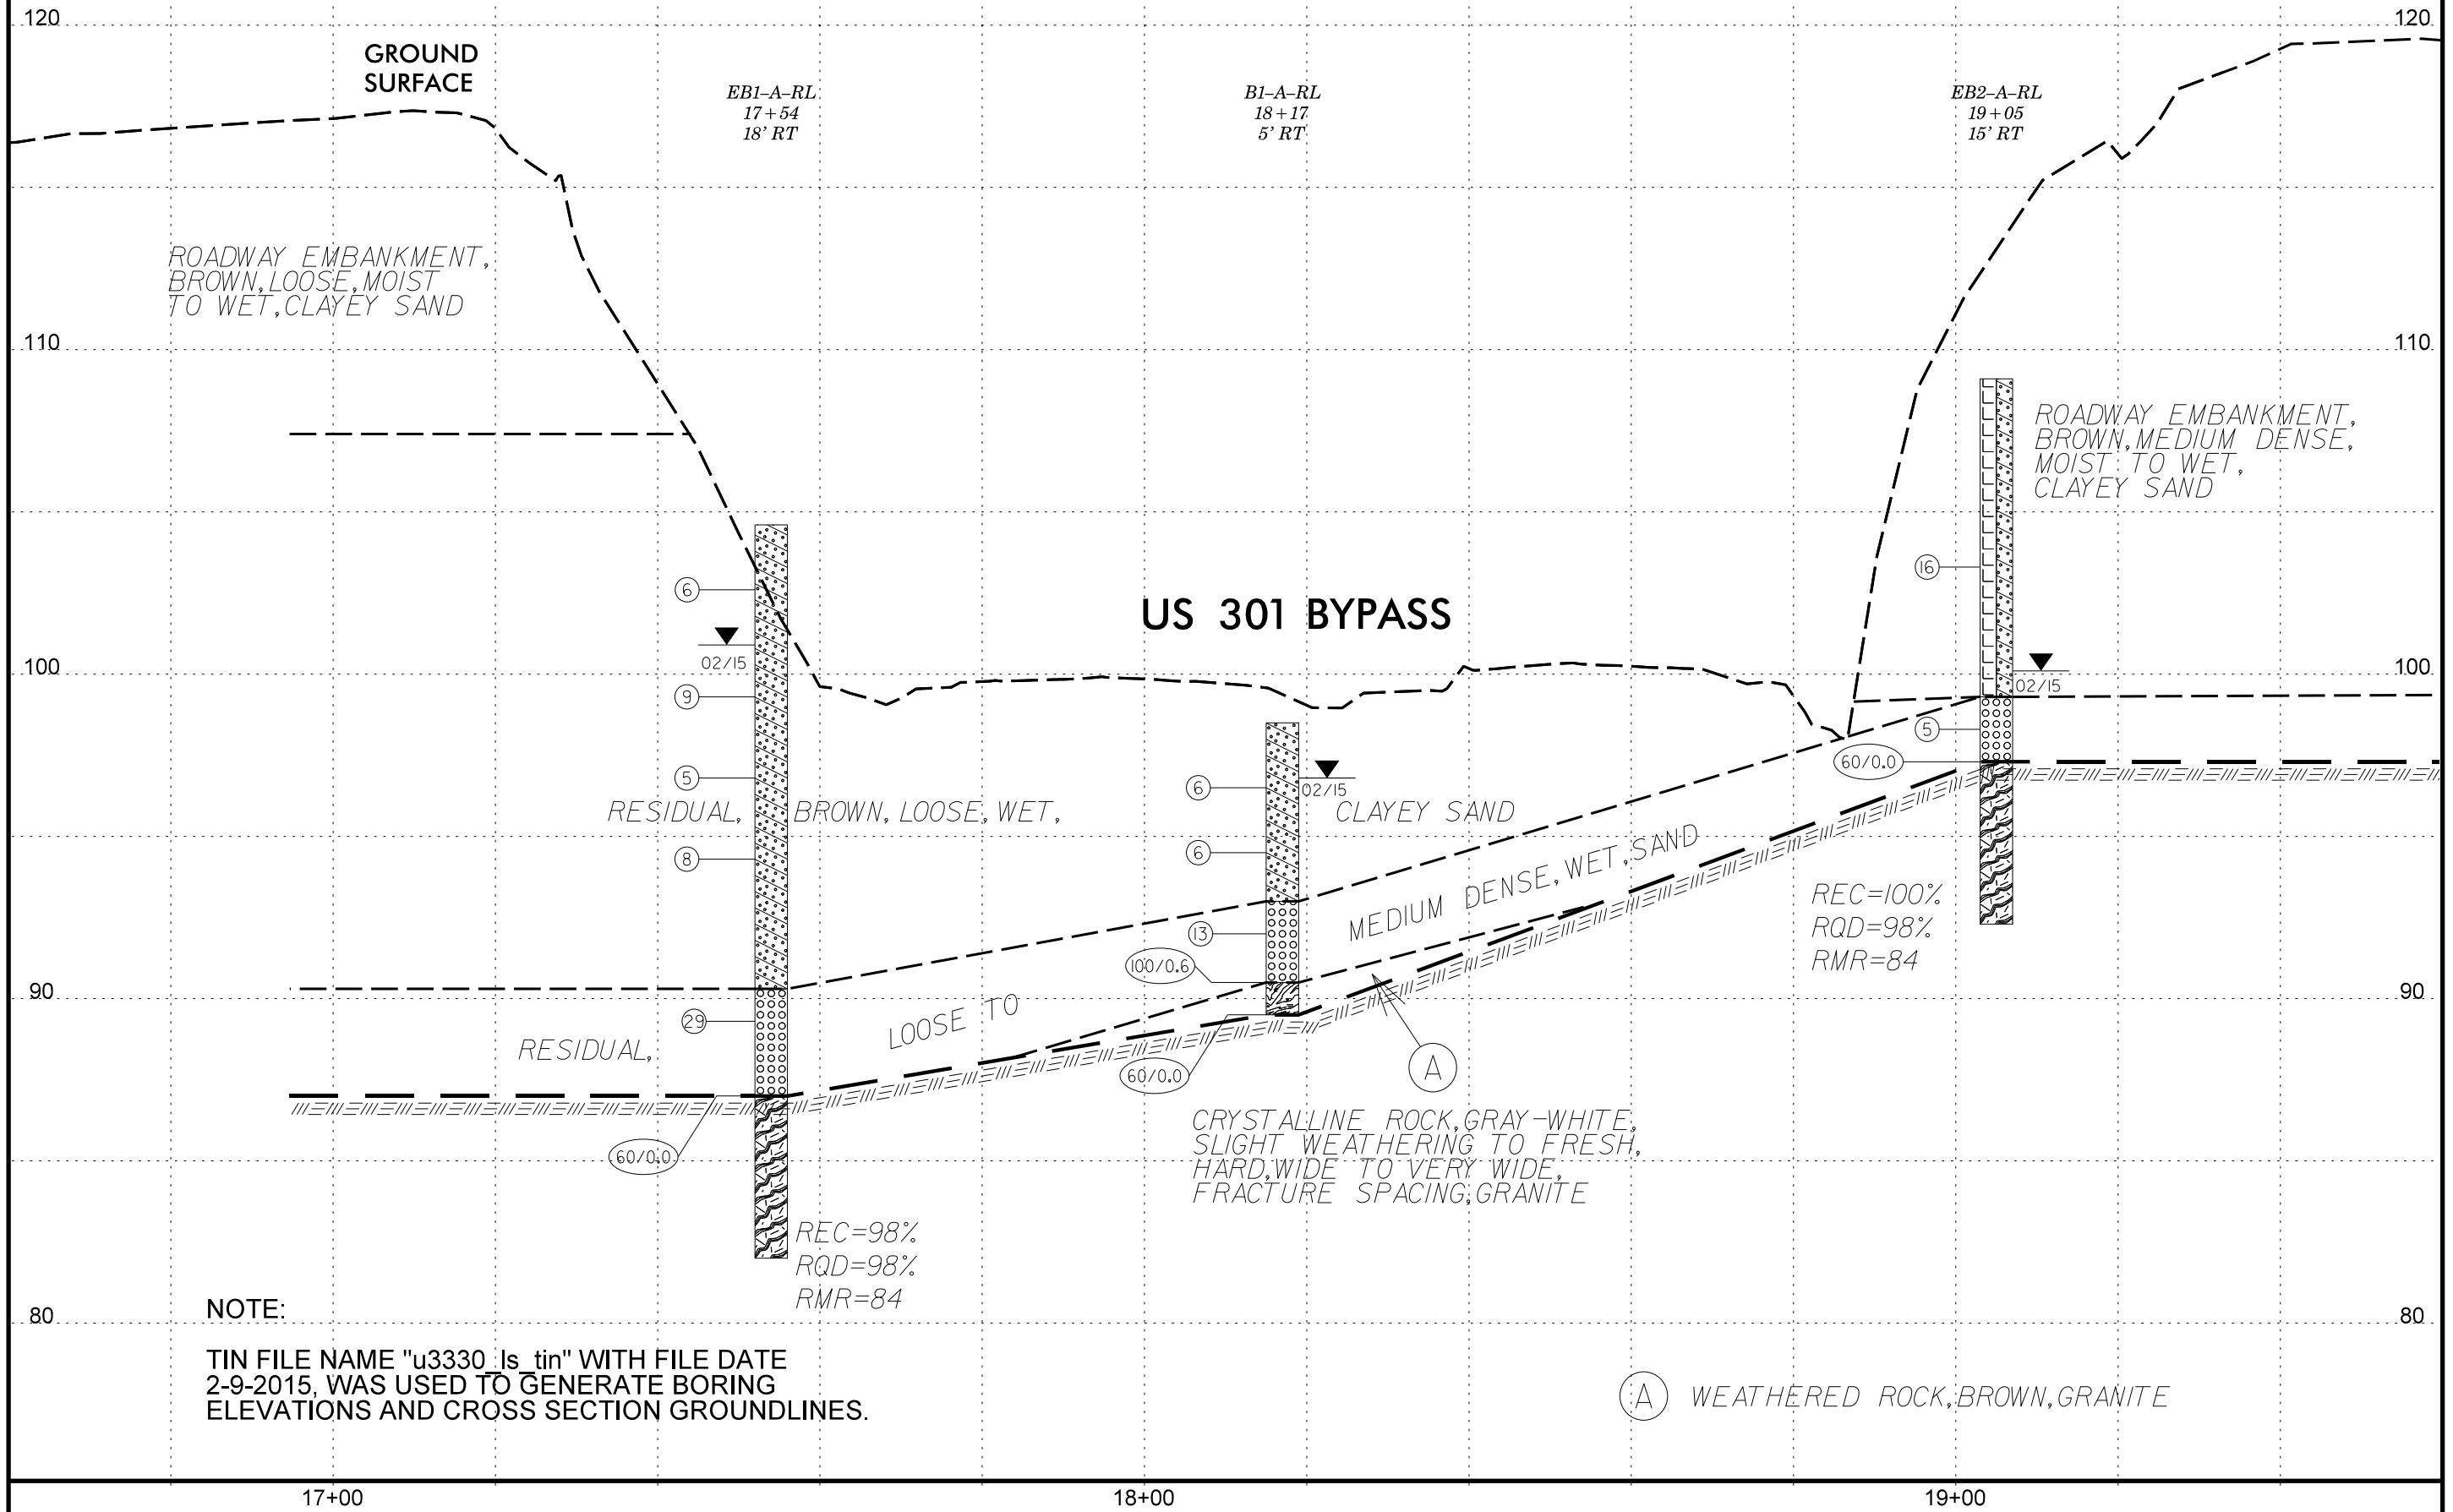 120
120
GROUND
SURFACE
EB1-A-RL
17+54
18' RT
B1-A-RL
18+17
5' RT
EB2-A-RL
19+05
15' RT
ROADWAY EMBANKMENT,
BROWN,LOOSE,MOIST
TO WET,CLAYEY SAND
110
110
ROADWAY EMBANKMENT,
BROWN,MEDIUM DENSE,
MOIST TO WET,
CLAYEY SAND
6
16
US 301 BYPASS
02/15
100
100
02/15
9
5
5
60/0.0
6
02/15
RESIDUAL, BROWN, LOOSE, WET, CLAYEY SAND
8
6
MEDIUM DENSE, WET, SAND
REC=100%
RQD=98%
RMR=84
13
100/0.6
90
90
29
LOOSE TO
RESIDUAL,
A
60/0.0
60/0.0
CRYSTALLINE ROCK,GRAY-WHITE,
SLIGHT WEATHERING TO FRESH,
HARD,WIDE TO VERY WIDE,
FRACTURE SPACING,GRANITE
REC=98%
RQD=98%
RMR=84
NOTE:
80
80
TIN FILE NAME "u3330_ls_tin" WITH FILE DATE
2-9-2015, WAS USED TO GENERATE BORING
ELEVATIONS AND CROSS SECTION GROUNDLINES.
A WEATHERED ROCK,BROWN,GRANITE
17+00
18+00
19+00